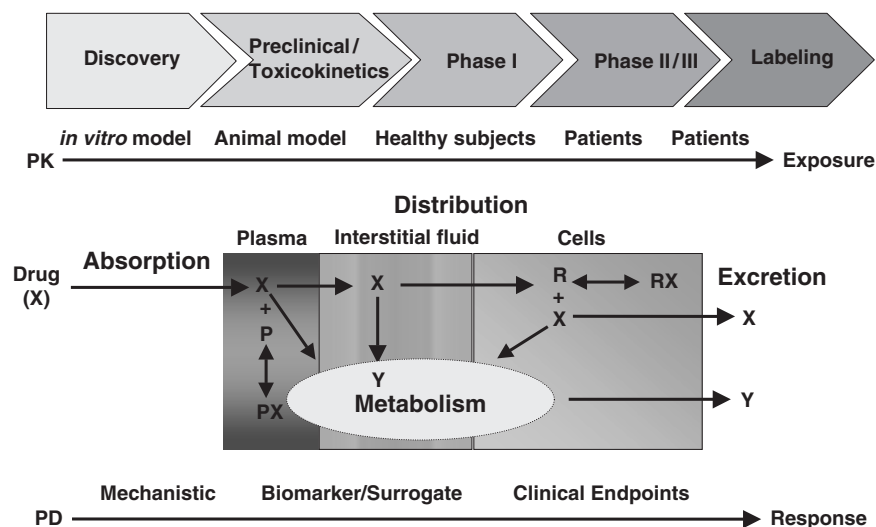 Discovery
Preclinical/
Toxicokinetics
Phase I
Phase II/III
Labeling
in vitro model Animal model Healthy subjects Patients Patients
PK Exposure
Distribution
Plasma Interstitial fluid Cells
Drug
(X)
Absorption
Excretion
X X R RX
+ +
P X X
Y Y
PX Metabolism
Mechanistic Biomarker/Surrogate Clinical Endpoints
PD Response